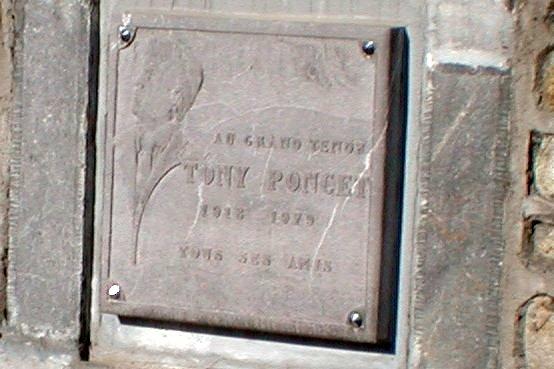 AU GRAND TENOR
TONY PONCET
1918 1979
TOUS SES AMIS